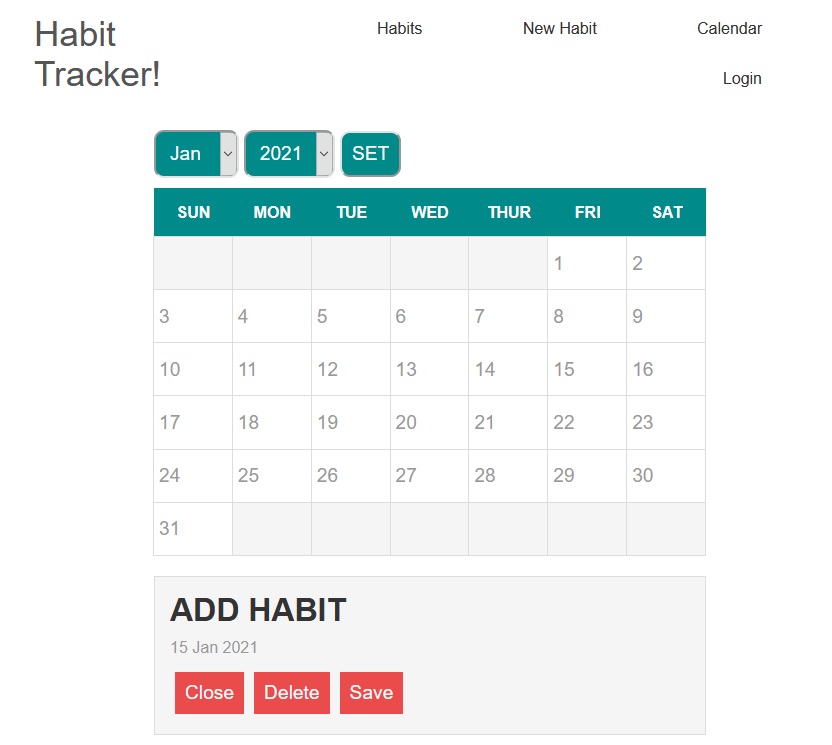 Habit
Tracker!
Habits New Habit Calendar
Login
Jan 2021 SET
SUN MON TUE WED THUR FRI SAT
1 2
3 4 5 6 7 8 9
10 11 12 13 14 15 16
17 18 19 20 21 22 23
24 25 26 27 28 29 30
31
ADD HABIT
15 Jan 2021
Close Delete Save